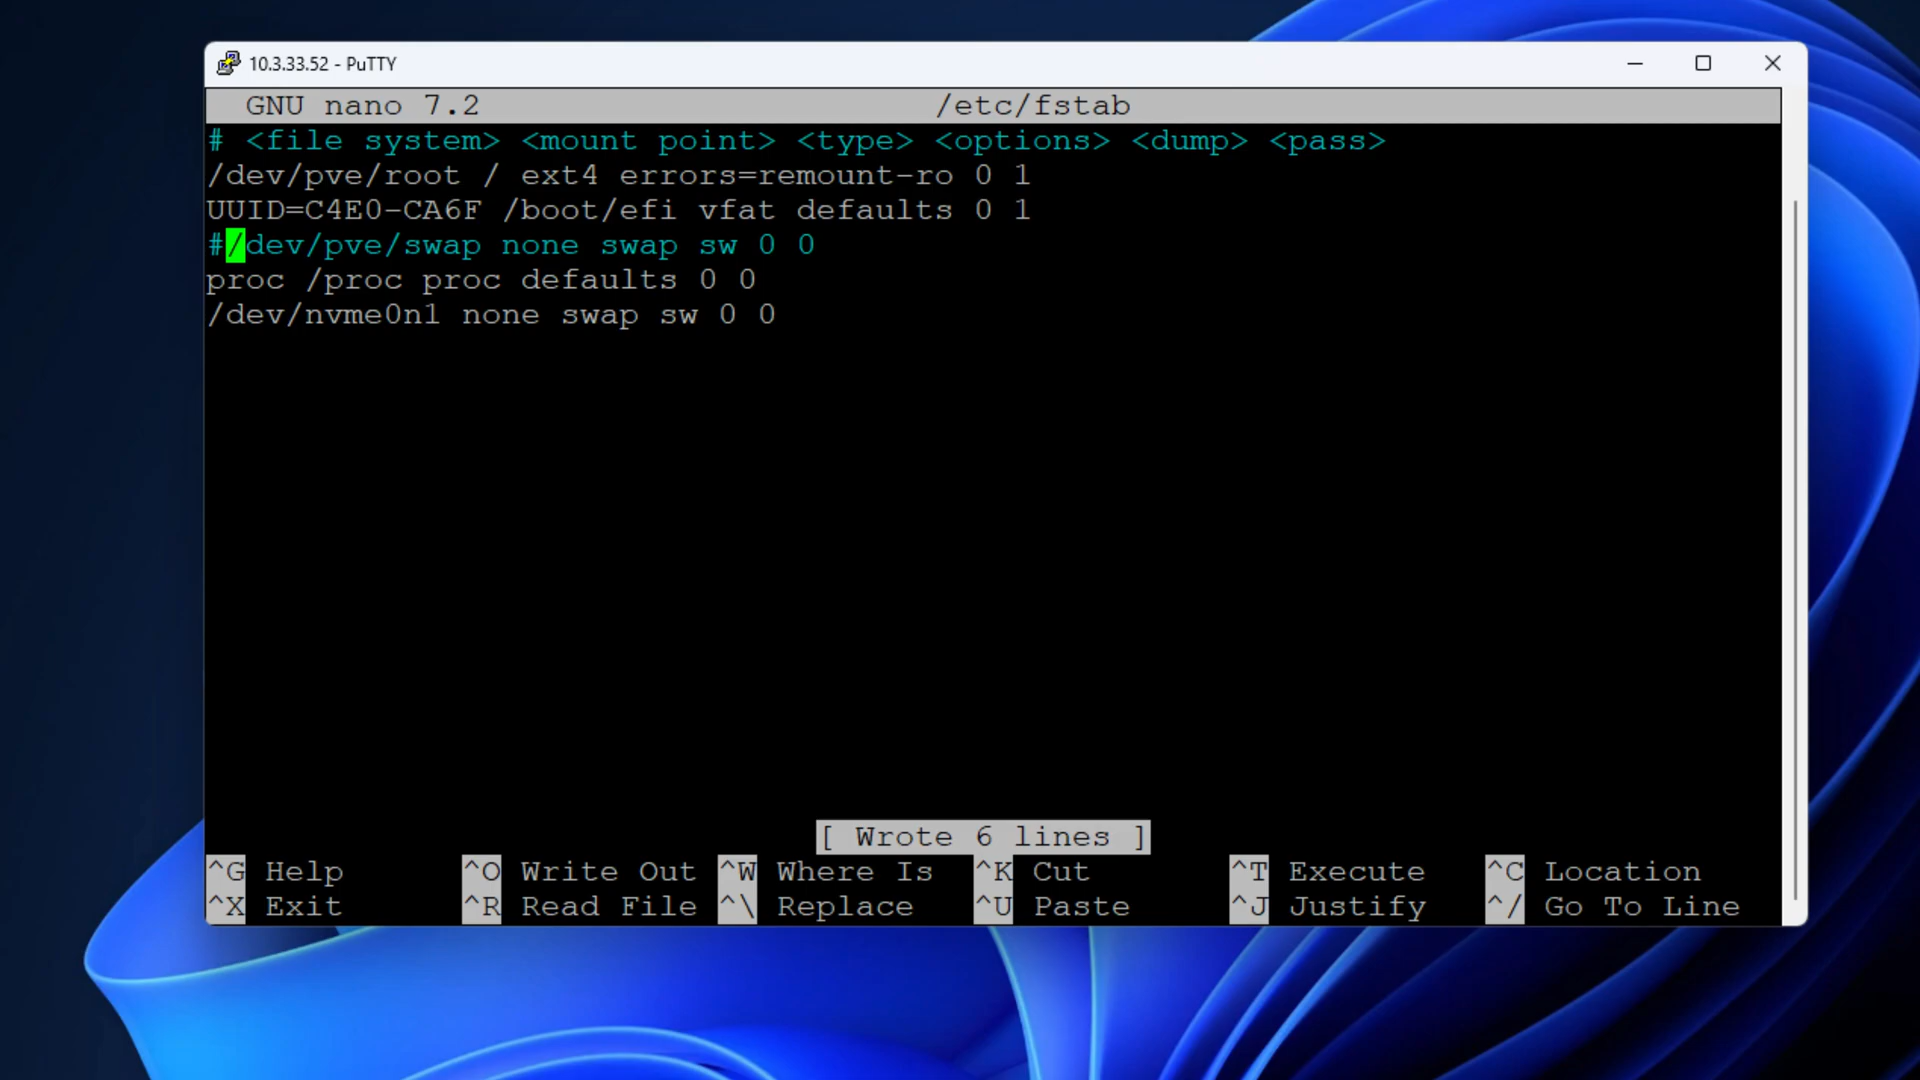 10.3.33.52 - PuTTY
GNU nano 7.2 /etc/fstab
# <file system> <mount point> <type> <options> <dump> <pass>
/dev/pve/root / ext4 errors=remount-ro 0 1
UUID=C4E0-CA6F /boot/efi vfat defaults 0 1
#/dev/pve/swap none swap sw 0 0
proc /proc proc defaults 0 0
/dev/nvme0n1 none swap sw 0 0
[ Wrote 6 lines ]
^G Help ^O Write Out ^W Where Is ^K Cut ^T Execute ^C Location
^X Exit ^R Read File ^\ Replace ^U Paste ^J Justify ^/ Go To Line